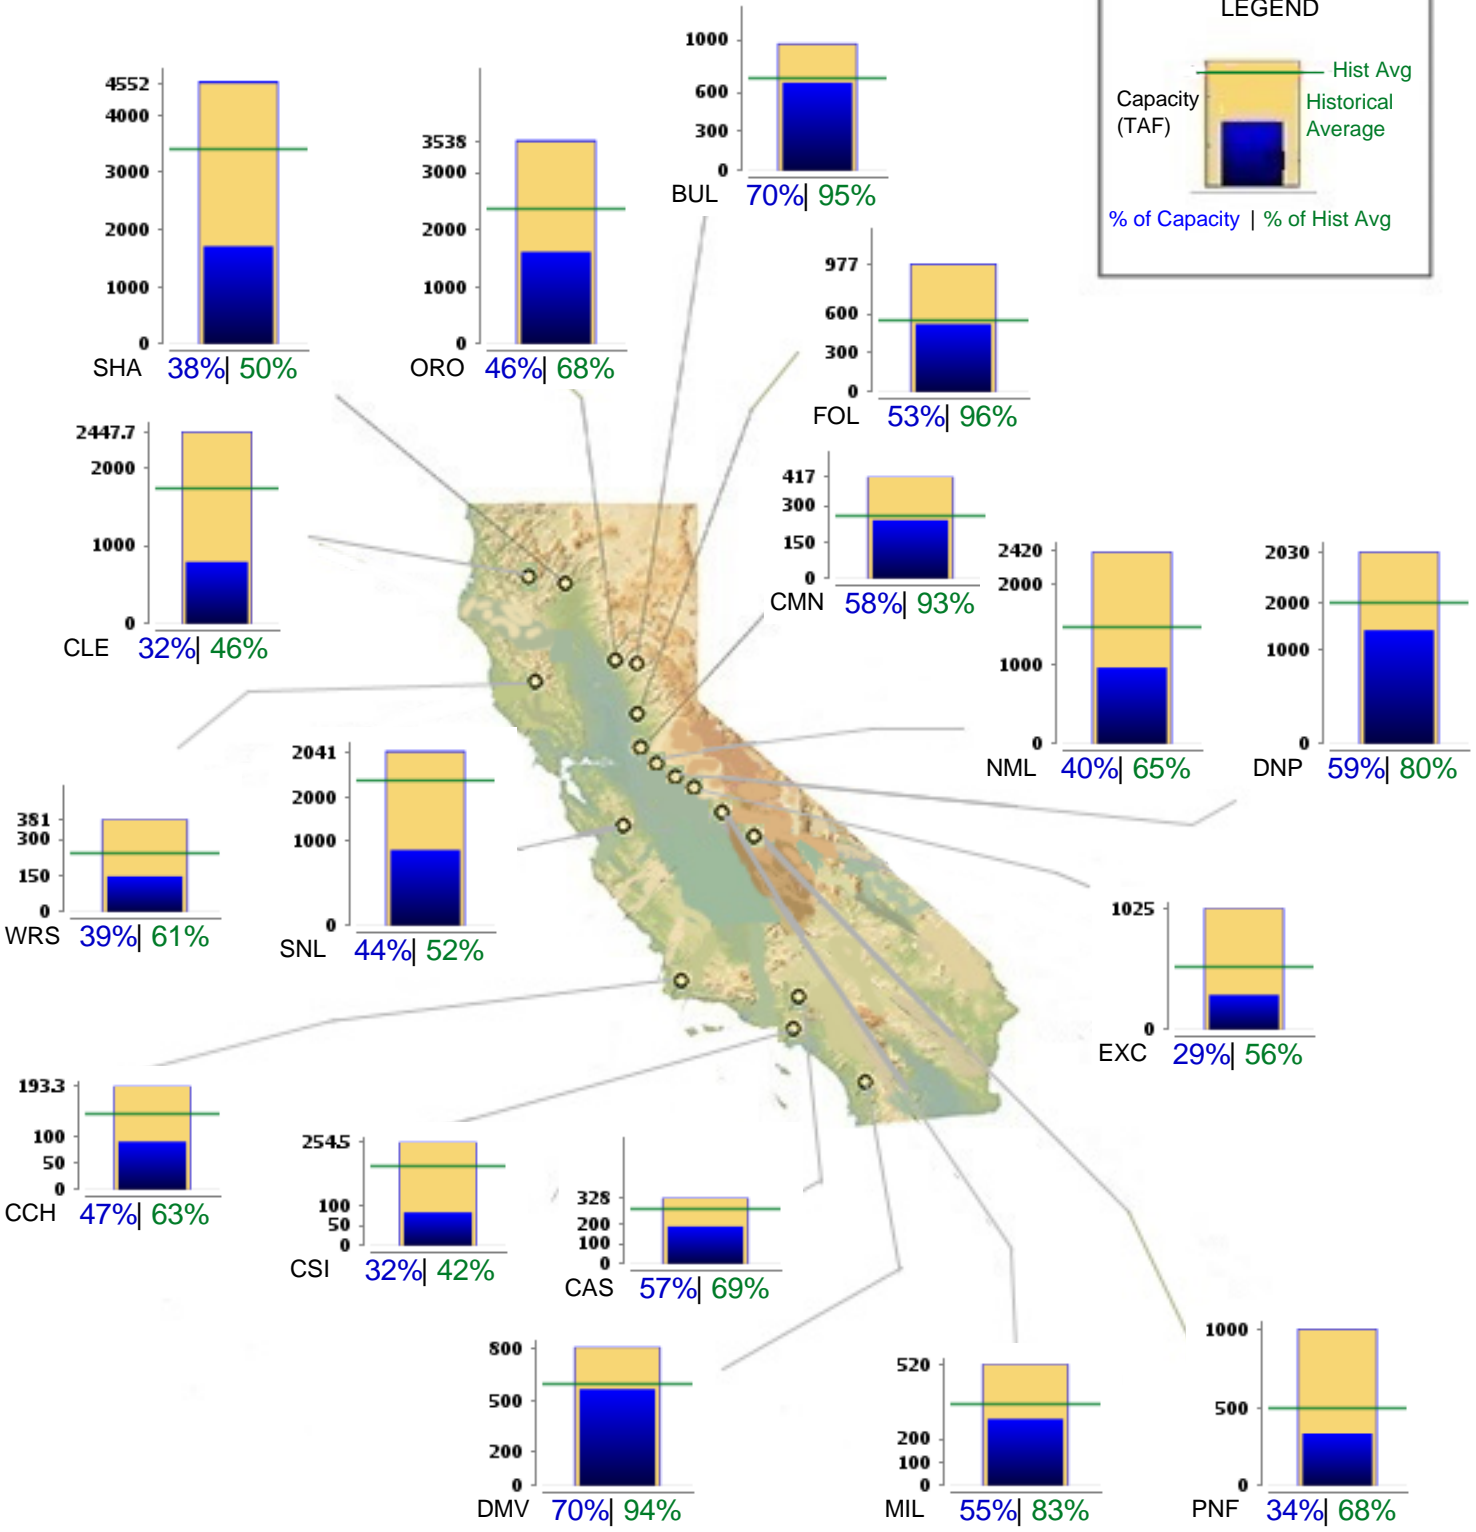 LEGEND
Hist Avg
Capacity
(TAF)
Historical
Average
% of Capacity | % of Hist Avg
1000
600
300
0
BUL 70%| 95%
4552
4000
3000
2000
1000
0
SHA 38%| 50%
3538
3000
2000
1000
0
ORO 46%| 68%
977
600
300
0
FOL 53%| 96%
2447.7
2000
1000
0
CLE 32%| 46%
417
300
150
0
CMN 58%| 93%
2420
2000
1000
0
NML 40%| 65%
2030
2000
1000
0
DNP 59%| 80%
381
300
150
0
WRS 39%| 61%
2041
2000
1000
0
SNL 44%| 52%
1025
0
EXC 29%| 56%
193.3
100
50
0
CCH 47%| 63%
254.5
100
50
0
CSI 32%| 42%
328
200
100
0
CAS 57%| 69%
800
500
200
0
DMV 70%| 94%
520
200
100
0
MIL 55%| 83%
1000
500
0
PNF 34%| 68%